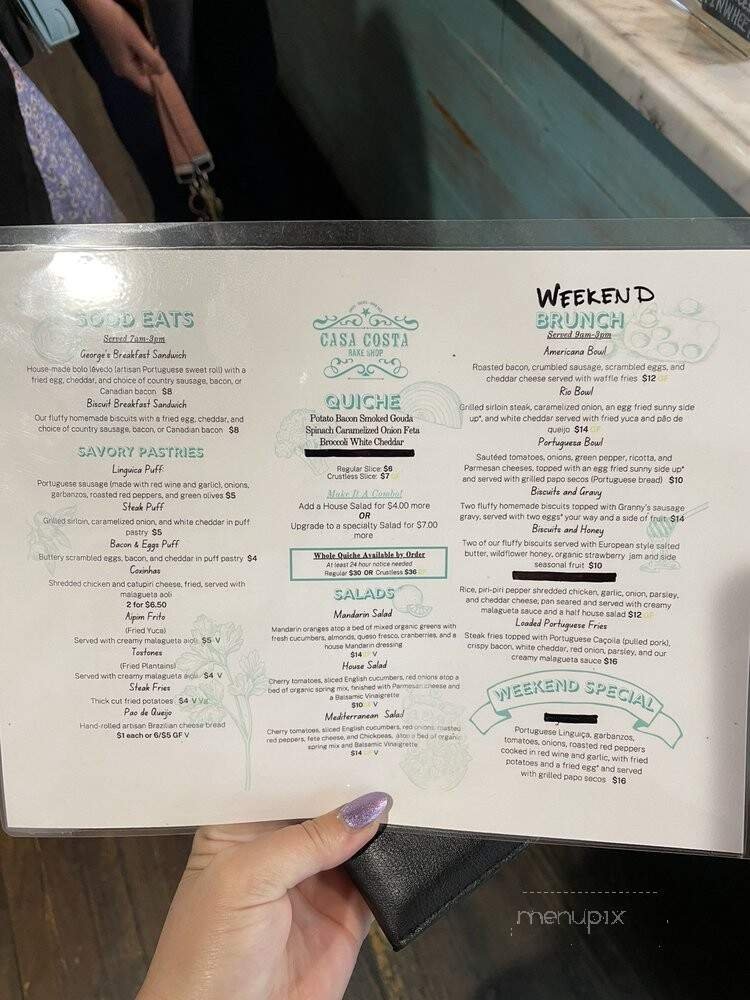 GOOD EATS
Served 7am-3pm
George's Breakfast Sandwich
House-made bolo lêvedo (artisan Portuguese sweet roll) with a
fried egg, cheddar, and choice of country sausage, bacon, or
Canadian bacon $8
Biscuit Breakfast Sandwich
Our fluffy homemade biscuits with a fried egg, cheddar, and
choice of country sausage, bacon, or Canadian bacon $8
SAVORY PASTRIES
Linguica Puff
Portuguese sausage (made with red wine and garlic), onions,
garbanzos, roasted red peppers, and green olives $5
Steak Puff
Grilled sirloin, caramelized onion, and white cheddar in puff
pastry $5
Bacon & Eggs Puff
Buttery scrambled eggs, bacon, and cheddar in puff pastry $4
Coxinhas
Shredded chicken and catupiri cheese, fried, served with
malagueta aoli
2 for $6.50
Aipim Frito
(Fried Yuca)
Served with creamy malagueta aioli $5 V
Tostones
(Fried Plantains)
Served with creamy malagueta aioli $4 V
Steak Fries
Thick cut fried potatoes $4 V
Pao de Queijo
Hand-rolled artisan Brazilian cheese bread
$1 each or 6/$5 GF V
CASA COSTA
BAKE SHOP
QUICHE
Potato Bacon Smoked Gouda
Spinach Caramelized Onion Feta
Broccoli White Cheddar
Regular Slice: $6
Crustless Slice: $7 GF
Make It A Combo!
Add a House Salad for $4.00 more
OR
Upgrade to a specialty Salad for $7.00
more
Whole Quiche Available by Order
At least 24 hour notice needed
Regular $30 OR Crustless $36 GF
SALADS
Mandarin Salad
Mandarin oranges atop a bed of mixed organic greens with
fresh cucumbers, almonds, queso fresco, cranberries, and a
house Mandarin dressing
$14 GF V
House Salad
Cherry tomatoes, sliced English cucumbers, red onions atop a
bed of organic spring mix, finished with Parmesan cheese and
a Balsamic Vinaigrette
$10 GF V
Mediterranean Salad
Cherry tomatoes, sliced English cucumbers, red onions, roasted
red peppers, fete cheese, and Chickpeas, atop a bed of organic
spring mix and Balsamic Vinaigrette
$14 GF V
WEEKEND
BRUNCH
Served 9am-3pm
Americana Bowl
Roasted bacon, crumbled sausage, scrambled eggs, and
cheddar cheese served with waffle fries $12 GF
Rio Bowl
Grilled sirloin steak, caramelized onion, an egg fried sunny side
up*, and white cheddar served with fried yuca and pão de
queijo $14 GF
Portuguesa Bowl
Sautéed tomatoes, onions, green pepper, ricotta, and
Parmesan cheeses, topped with an egg fried sunny side up*
and served with grilled papo secos (Portuguese bread) $10
Biscuits and Gravy
Two fluffy homemade biscuits topped with Granny's sausage
gravy, served with two eggs* your way and a side of fruit $14
Biscuits and Honey
Two of our fluffy biscuits served with European style salted
butter, wildflower honey, organic strawberry jam and side
seasonal fruit $10
Rice, piri-piri pepper shredded chicken, garlic, onion, parsley,
and cheddar cheese, pan seared and served with creamy
malagueta sauce and a half house salad $12 GF
Loaded Portuguese Fries
Steak fries topped with Portuguese Caçoila (pulled pork),
crispy bacon, white cheddar, red onion, parsley, and our
creamy malagueta sauce $16
WEEKEND SPECIAL
Portuguese Linguiça, garbanzos,
tomatoes, onions, roasted red peppers
cooked in red wine and garlic, with fried
potatoes and a fried egg* and served
with grilled papo secos $16
menupix